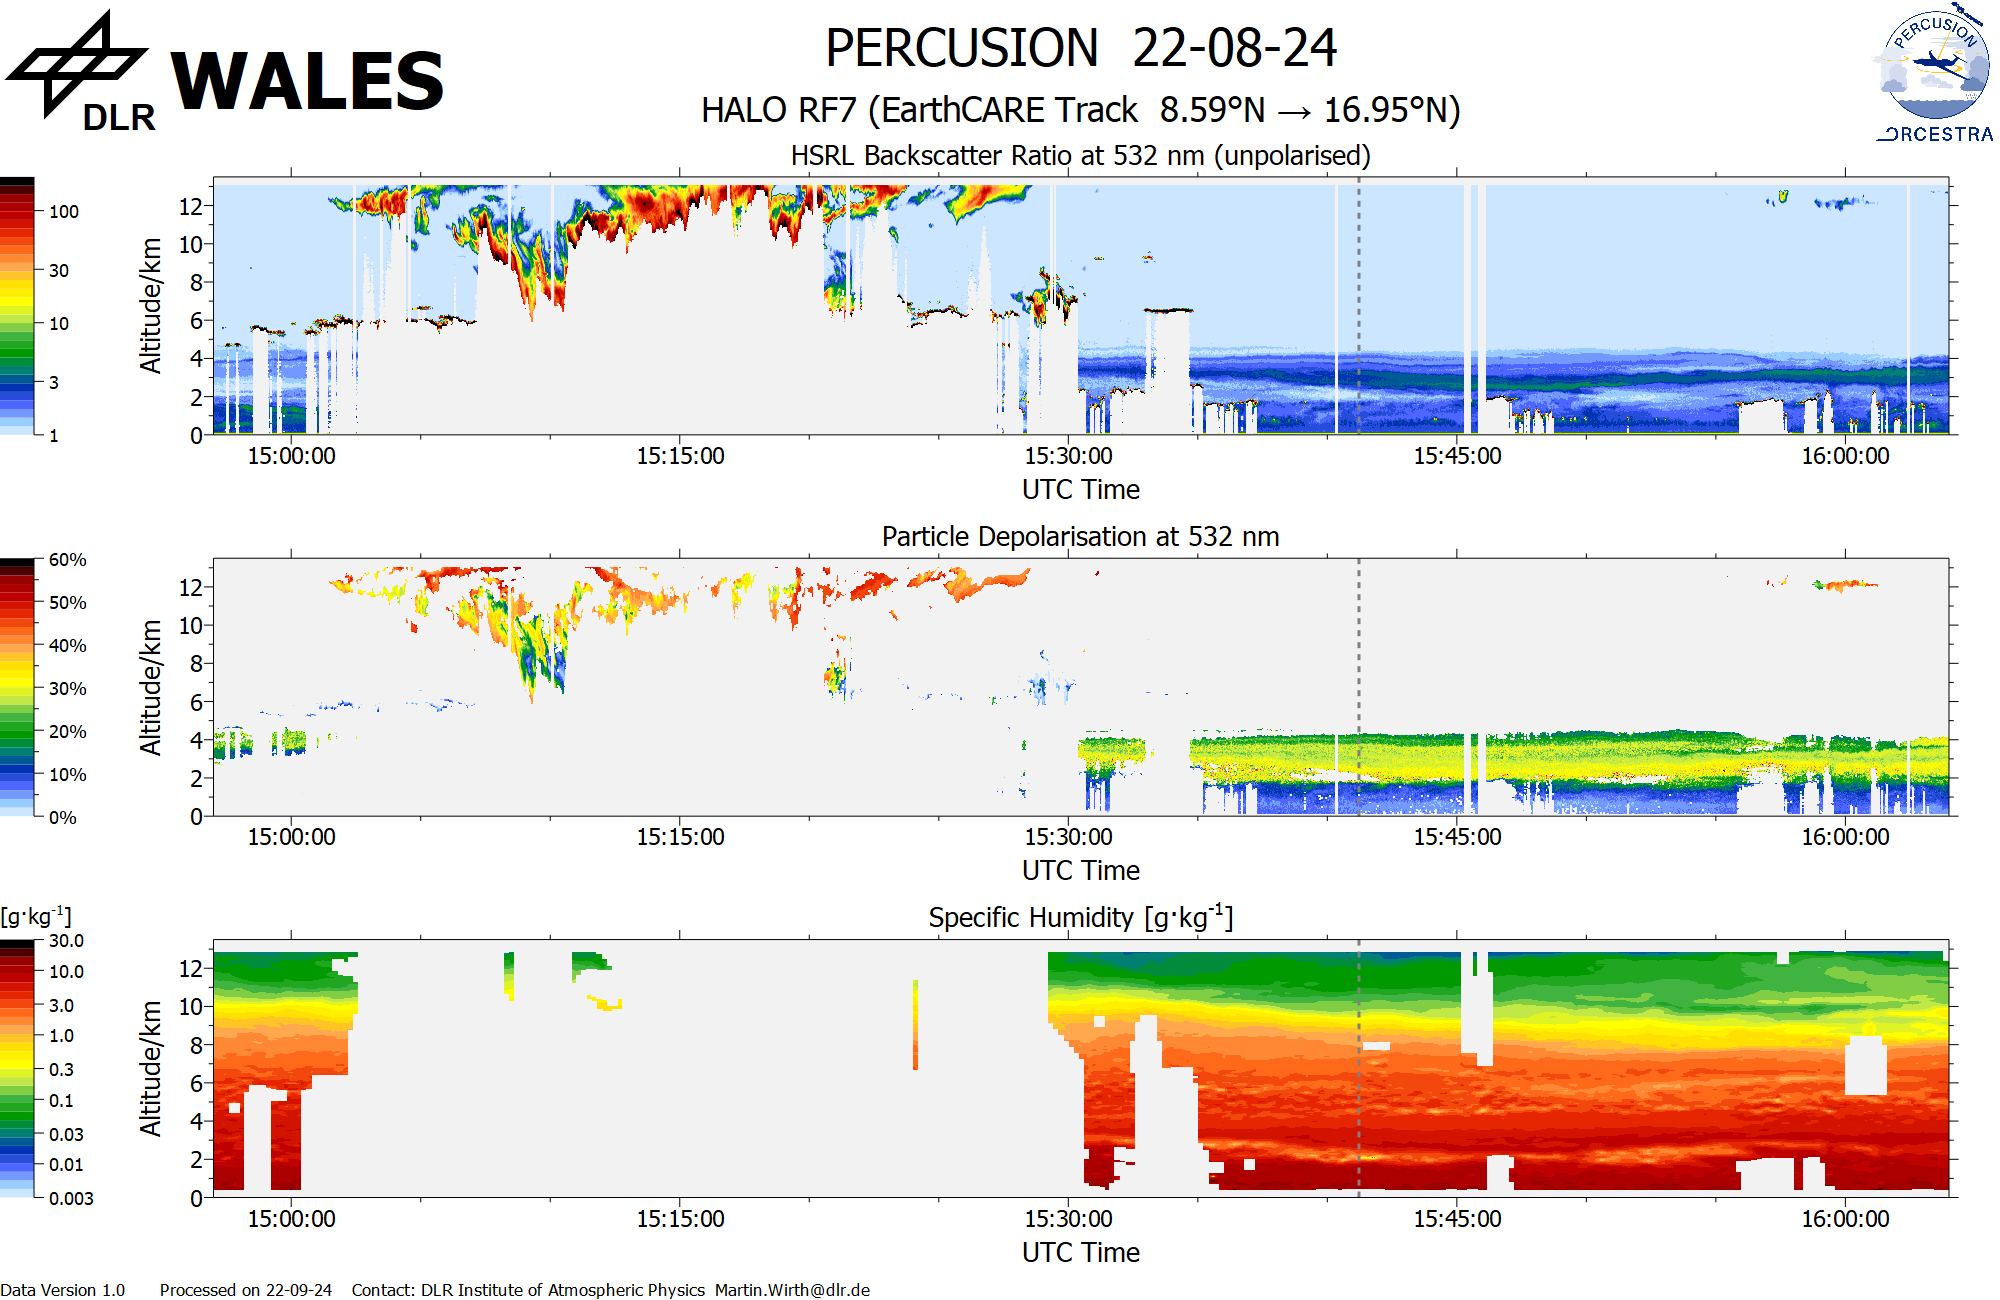 DLR
WALES
PERCUSION 22-08-24
HALO RF7 (EarthCARE Track 8.59°N → 16.95°N)
PERCUSION
ORCESTRA
HSRL Backscatter Ratio at 532 nm (unpolarised)
100
30
10
3
1
Altitude/km
12
10
8
6
4
2
0
15:00:00 15:15:00 15:30:00 15:45:00 16:00:00
UTC Time
Particle Depolarisation at 532 nm
60%
50%
40%
30%
20%
10%
0%
Altitude/km
12
10
8
6
4
2
0
15:00:00 15:15:00 15:30:00 15:45:00 16:00:00
UTC Time
Specific Humidity [g·kg⁻¹]
[g·kg⁻¹]
30.0
10.0
3.0
1.0
0.3
0.1
0.03
0.01
0.003
Altitude/km
12
10
8
6
4
2
0
15:00:00 15:15:00 15:30:00 15:45:00 16:00:00
UTC Time
Data Version 1.0 Processed on 22-09-24 Contact: DLR Institute of Atmospheric Physics Martin.Wirth@dlr.de